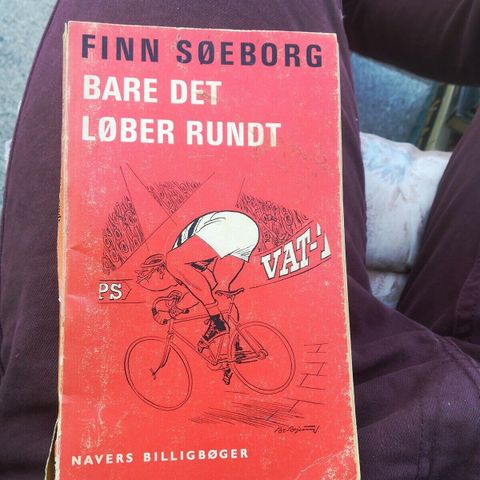 FINN SØEBORG
BARE DET
LØBER RUNDT
VAT-
PS
NAVERS BILLIGBØGER